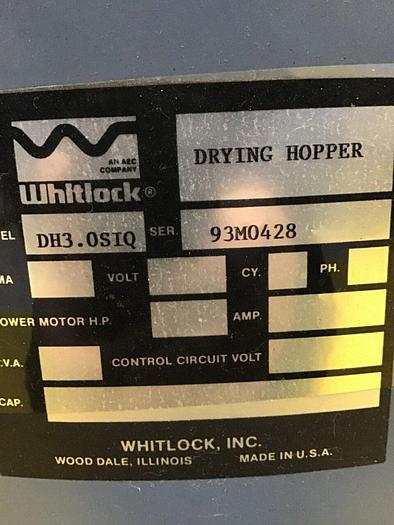 AN AEC
COMPANY
Whitlock®
DRYING HOPPER
EL DH3.0SIQ SER. 93M0428
MA VOLT CY. PH.
OWER MOTOR H.P. AMP.
.V.A. CONTROL CIRCUIT VOLT
CAP.
WHITLOCK, INC.
WOOD DALE, ILLINOIS MADE IN U.S.A.